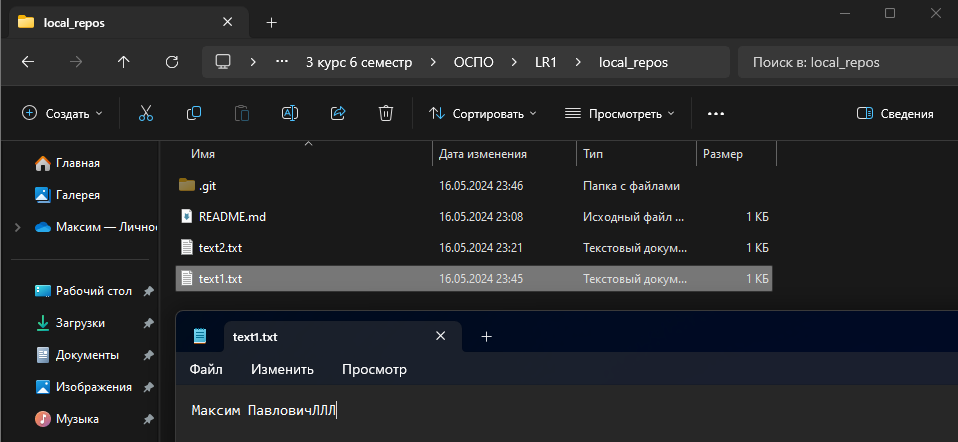 local_repos
3 курс 6 семестр
ОСПО
LR1
local_repos
Поиск в: local_repos
Создать
Сортировать
Просмотреть
Сведения
Имя Дата изменения Тип Размер
.git 16.05.2024 23:46 Папка с файлами
README.md 16.05.2024 23:08 Исходный файл ... 1 КБ
text2.txt 16.05.2024 23:21 Текстовый докум... 1 КБ
text1.txt 16.05.2024 23:45 Текстовый докум... 1 КБ
Главная
Галерея
Максим — Лично
Рабочий стол
Загрузки
Документы
Изображения
Музыка
text1.txt
Файл Изменить Просмотр
Максим ПавловичЛЛЛ